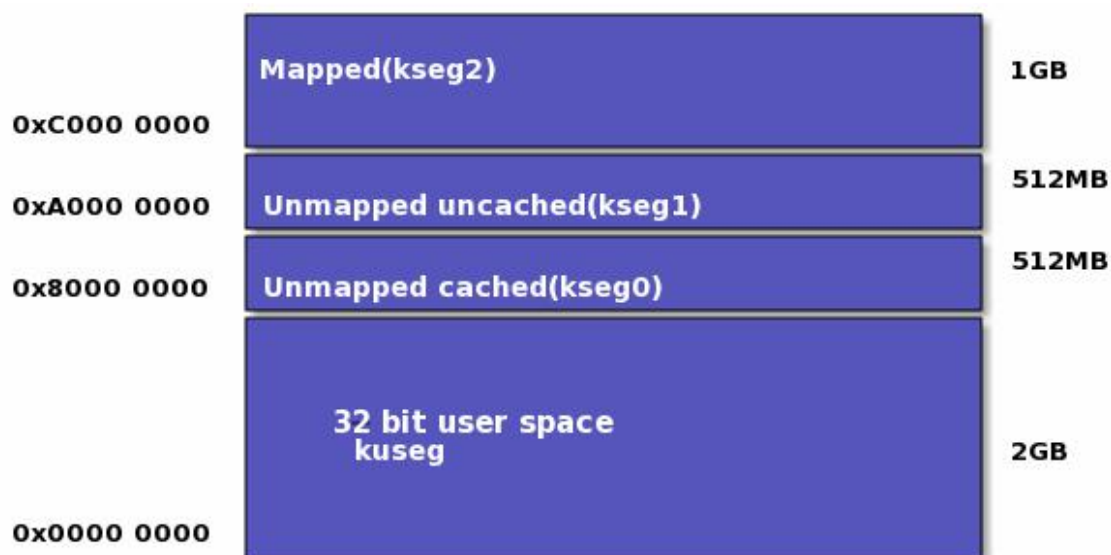 Mapped(kseg2)
1GB
0xC000 0000
512MB
0xA000 0000
Unmapped uncached(kseg1)
512MB
0x8000 0000
Unmapped cached(kseg0)
32 bit user space
kuseg
2GB
0x0000 0000